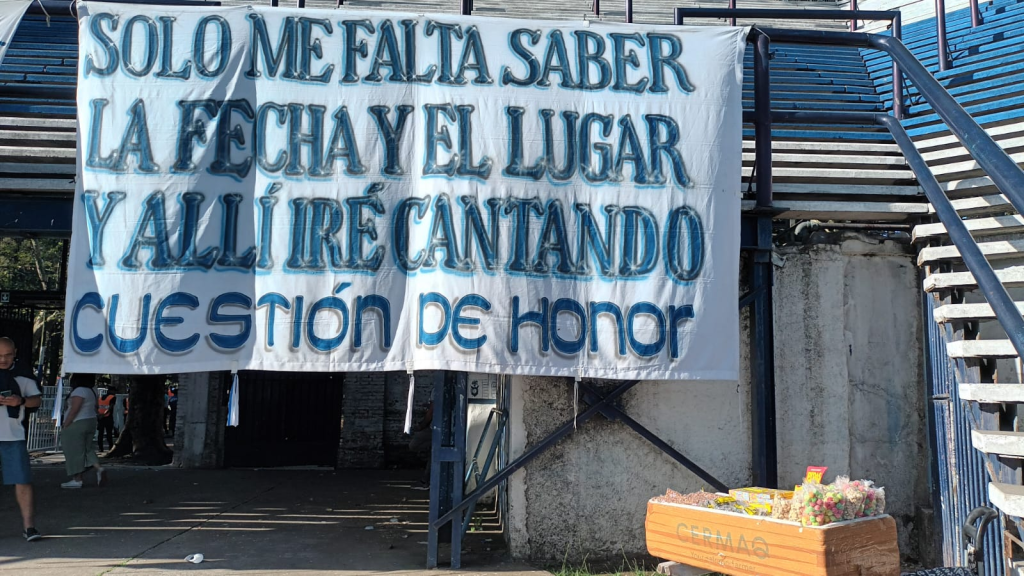 SOLO ME FALTA SABER
LA FECHA Y EL LUGAR
Y ALLÍ IRÉ CANTANDO
CUESTIÓN DE HONOR
CERMAQ